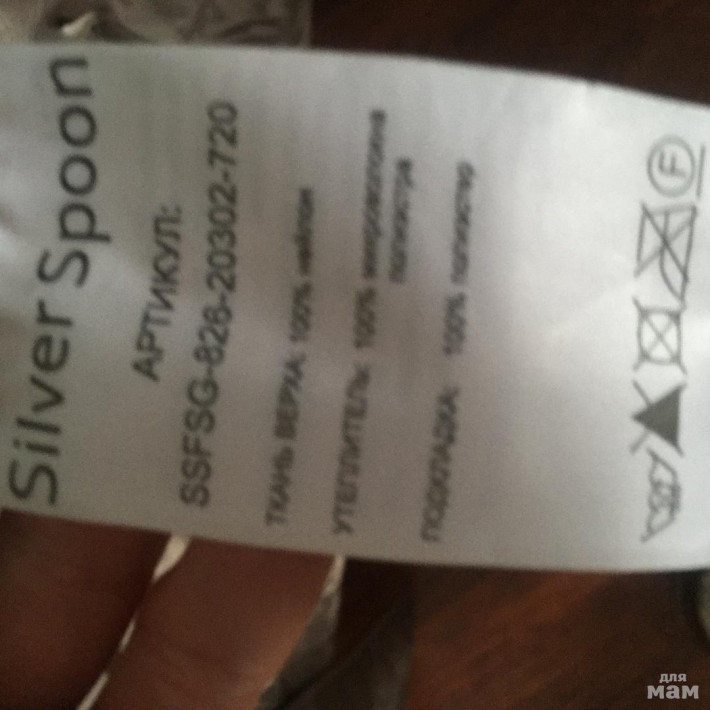 Silver Spoon
АРТИКУЛ:
SSFSG-826-20302-720
ТКАНЬ ВЕРХА: 100% нейлон
УТЕПЛИТЕЛЬ: 100% микроволокна
полиэстра
ПОДКЛАДКА: 100% полиэстер
F
для
мам